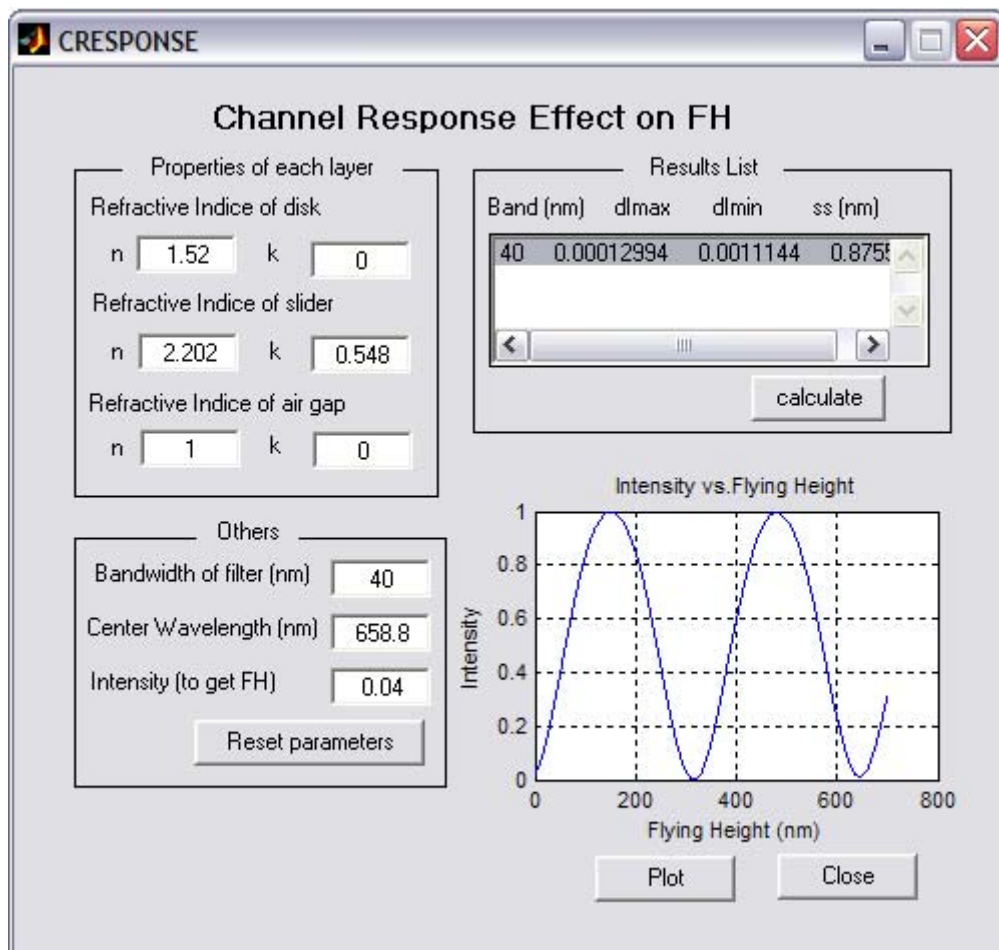 CRESPONSE
Channel Response Effect on FH
Properties of each layer
Refractive Indice of disk
n 1.52 k 0
Refractive Indice of slider
n 2.202 k 0.548
Refractive Indice of air gap
n 1 k 0
Others
Bandwidth of filter (nm) 40
Center Wavelength (nm) 658.8
Intensity (to get FH) 0.04
Reset parameters
Results List
Band (nm) dImax dImin ss (nm)
40 0.00012994 0.0011144 0.8755
calculate
Intensity vs.Flying Height
Intensity
1
0.8
0.6
0.4
0.2
0
0 200 400 600 800
Flying Height (nm)
Plot Close